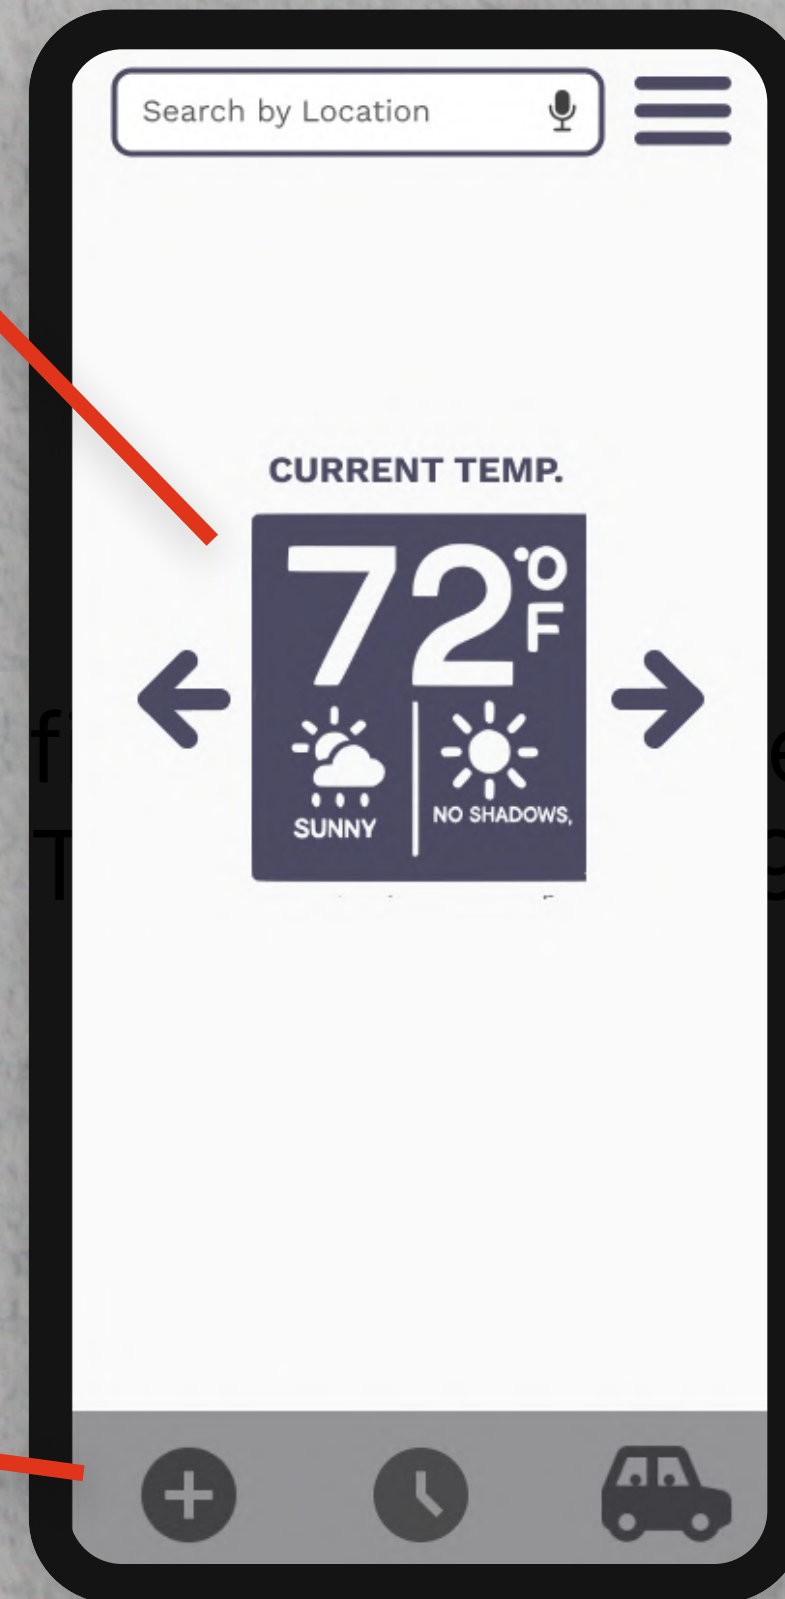 Search by Location
CURRENT TEMP.
72°O
F
SUNNY
NO SHADOWS,